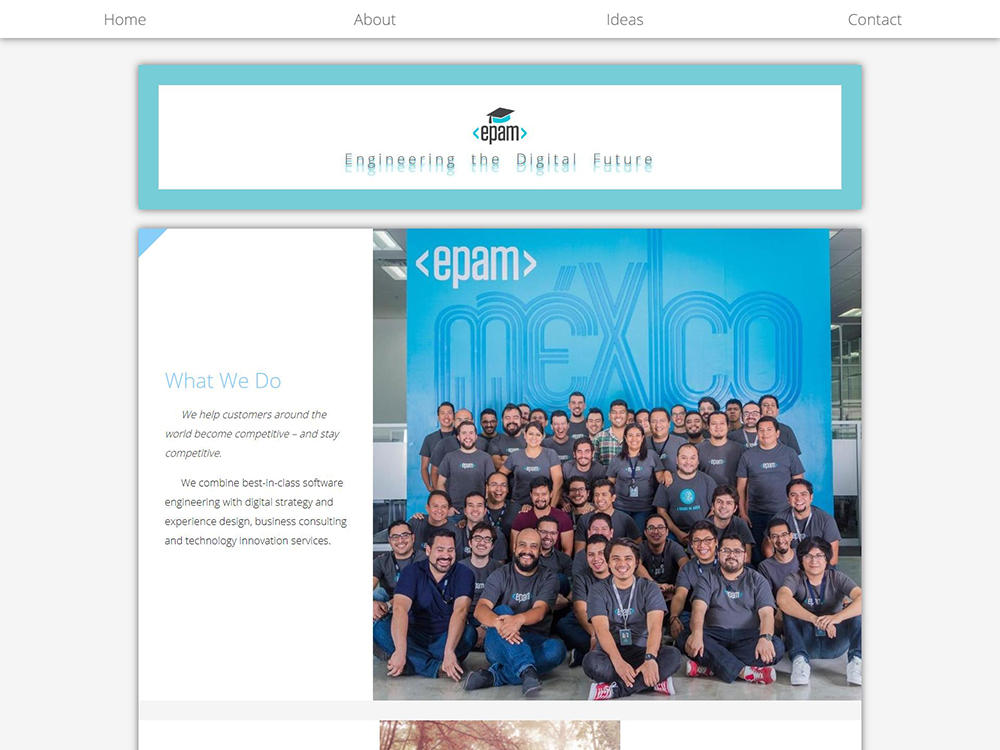 Home About Ideas Contact
<epam>
Engineering the Digital Future
What We Do
We help customers around the
world become competitive – and stay
competitive.
We combine best-in-class software
engineering with digital strategy and
experience design, business consulting
and technology innovation services.
<epam>
méxico